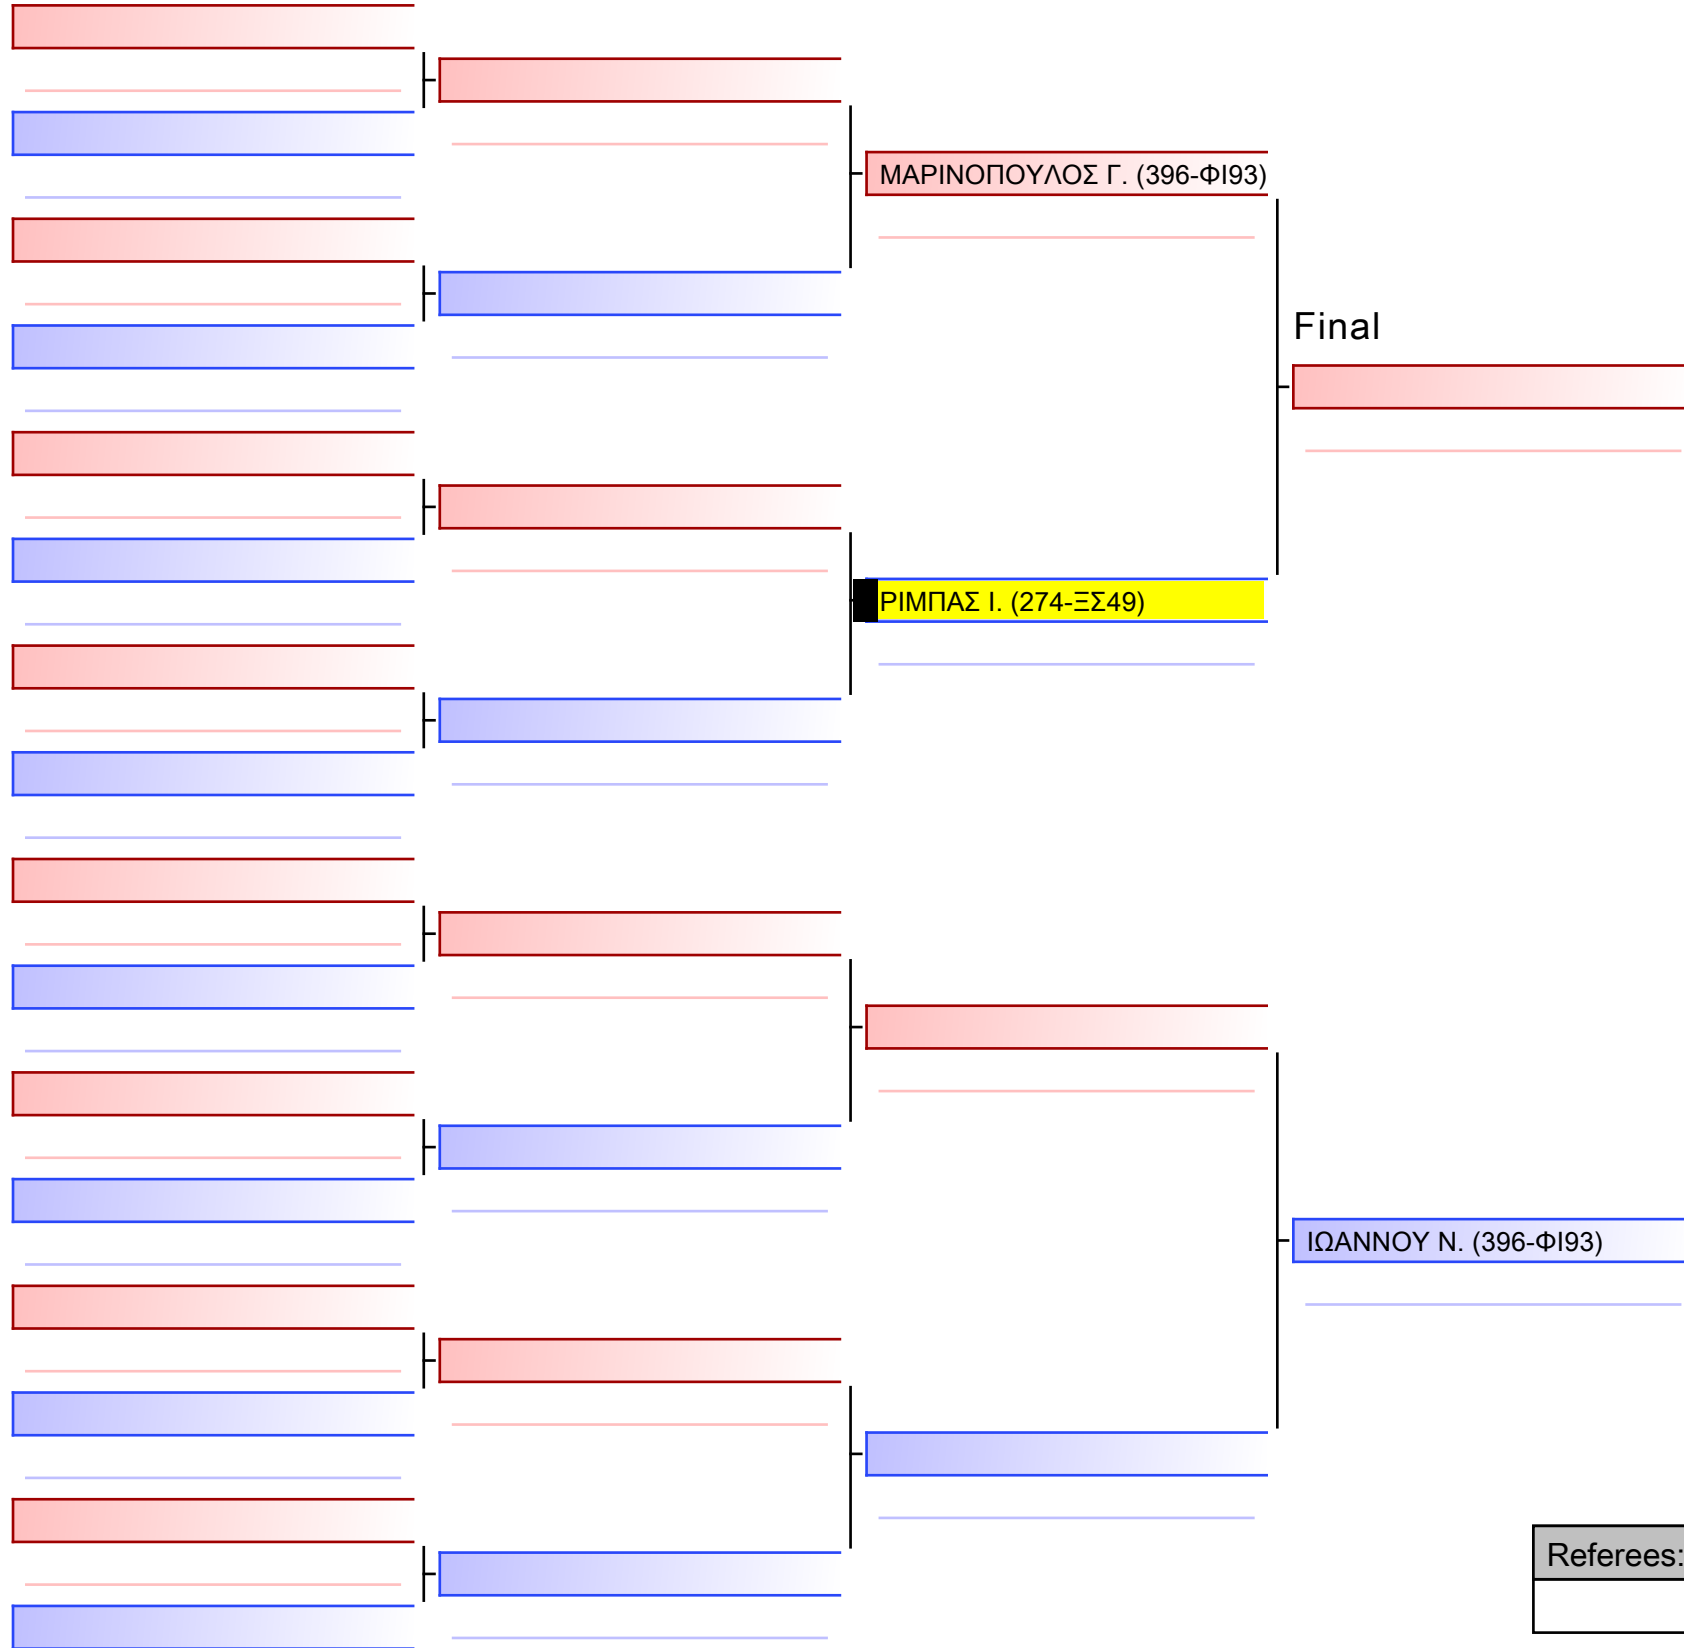 ΜΑΡΙΝΟΠΟΥΛΟΣ Γ. (396-ΦΙ93)
Final
ΡΙΜΠΑΣ Ι. (274-ΞΣ49)
ΙΩΑΝΝΟΥ Ν. (396-ΦΙ93)
Referees: